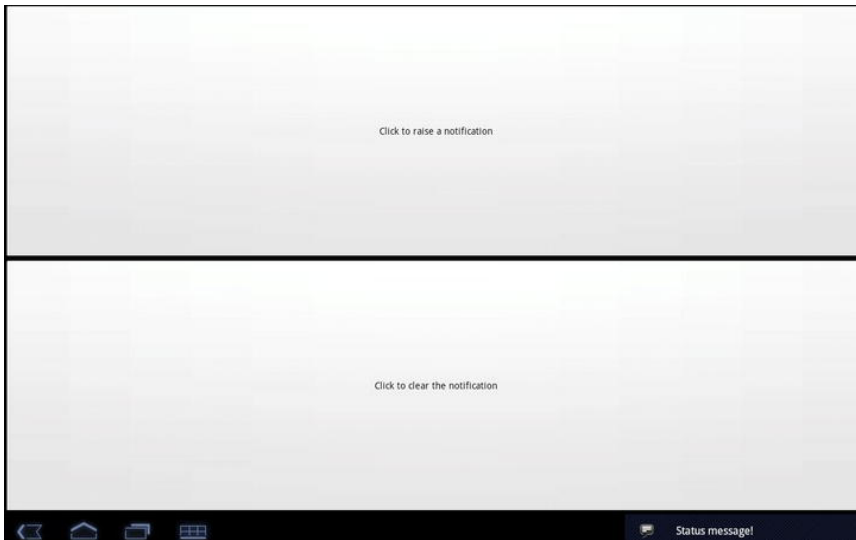 Click to raise a notification
Click to clear the notification
Status message!